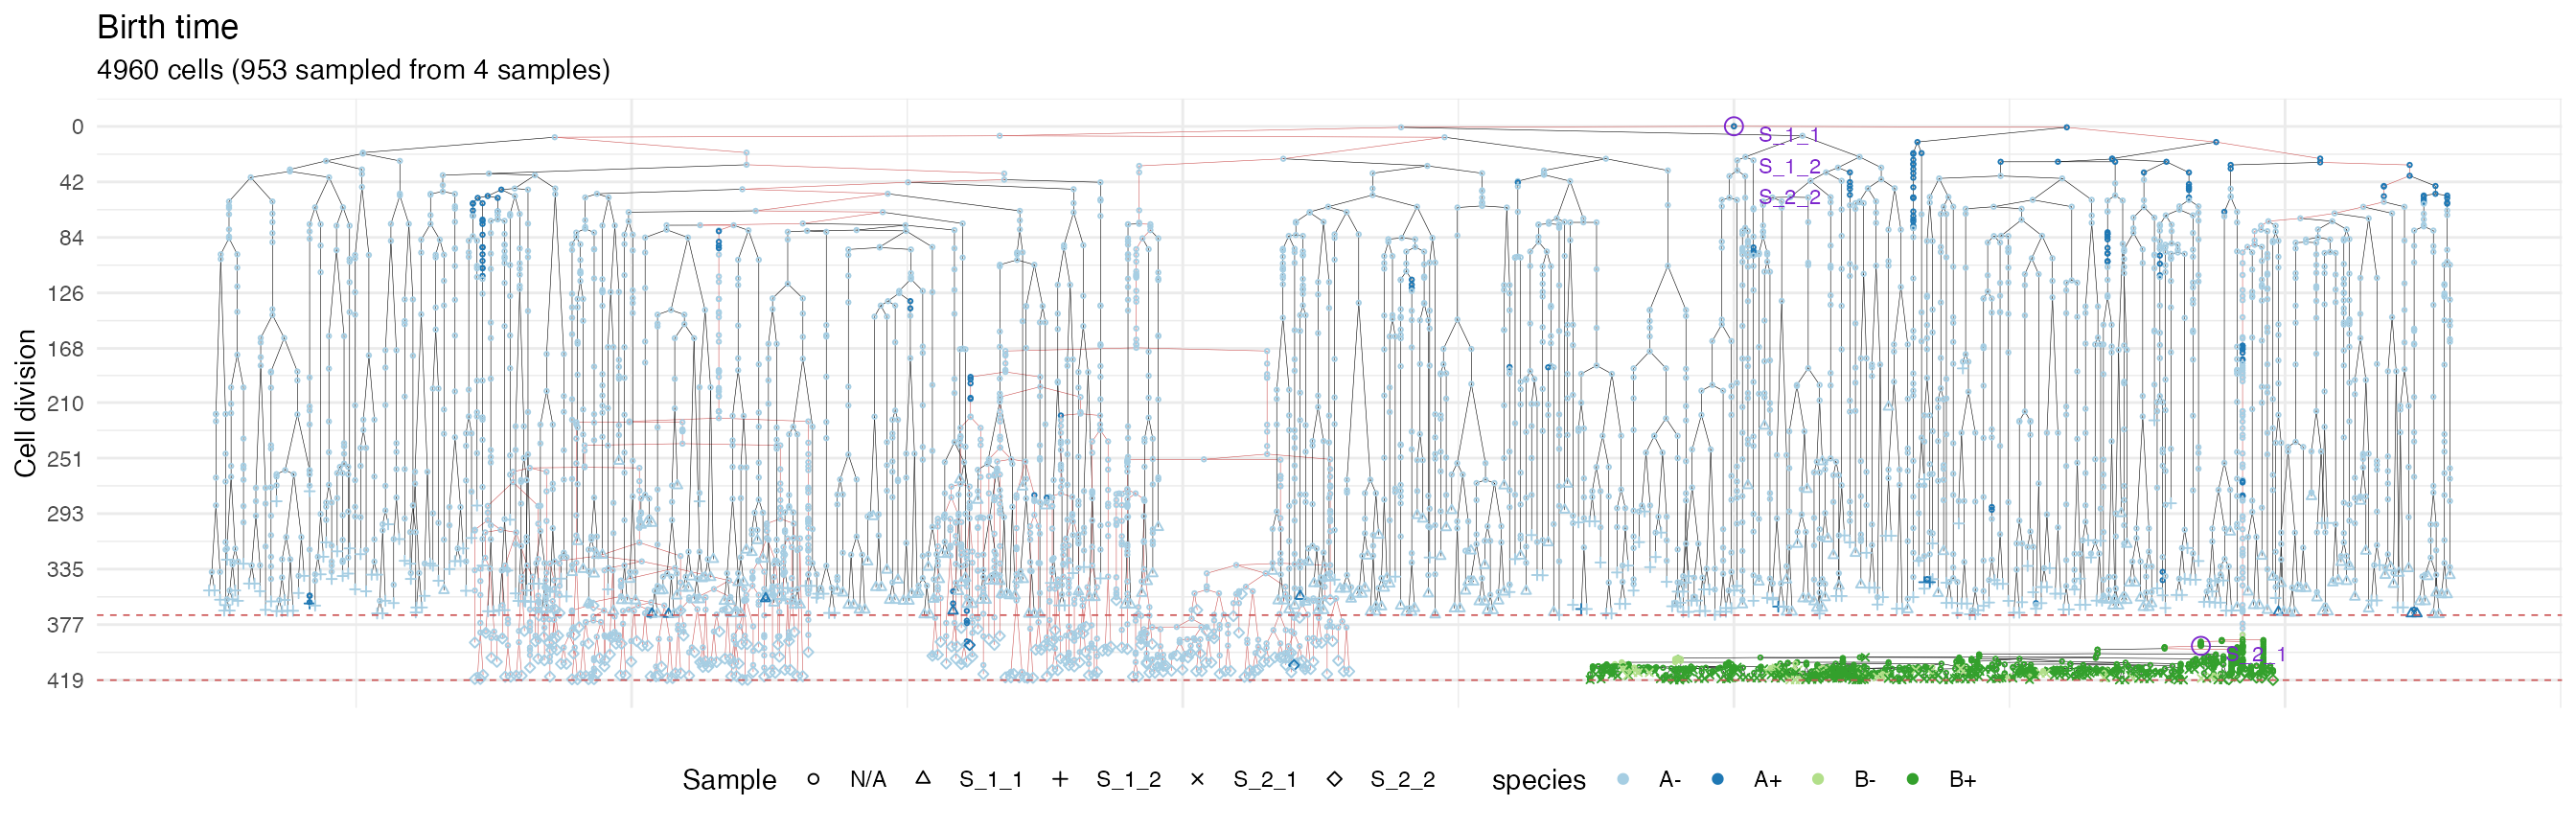 Birth time
4960 cells (953 sampled from 4 samples)
Cell division
0
42
84
126
168
210
251
293
335
377
419
S_1_1
S_1_2
S_2_2
S_2_1
Sample N/A S_1_1 S_1_2 S_2_1 S_2_2 species A- A+ B- B+